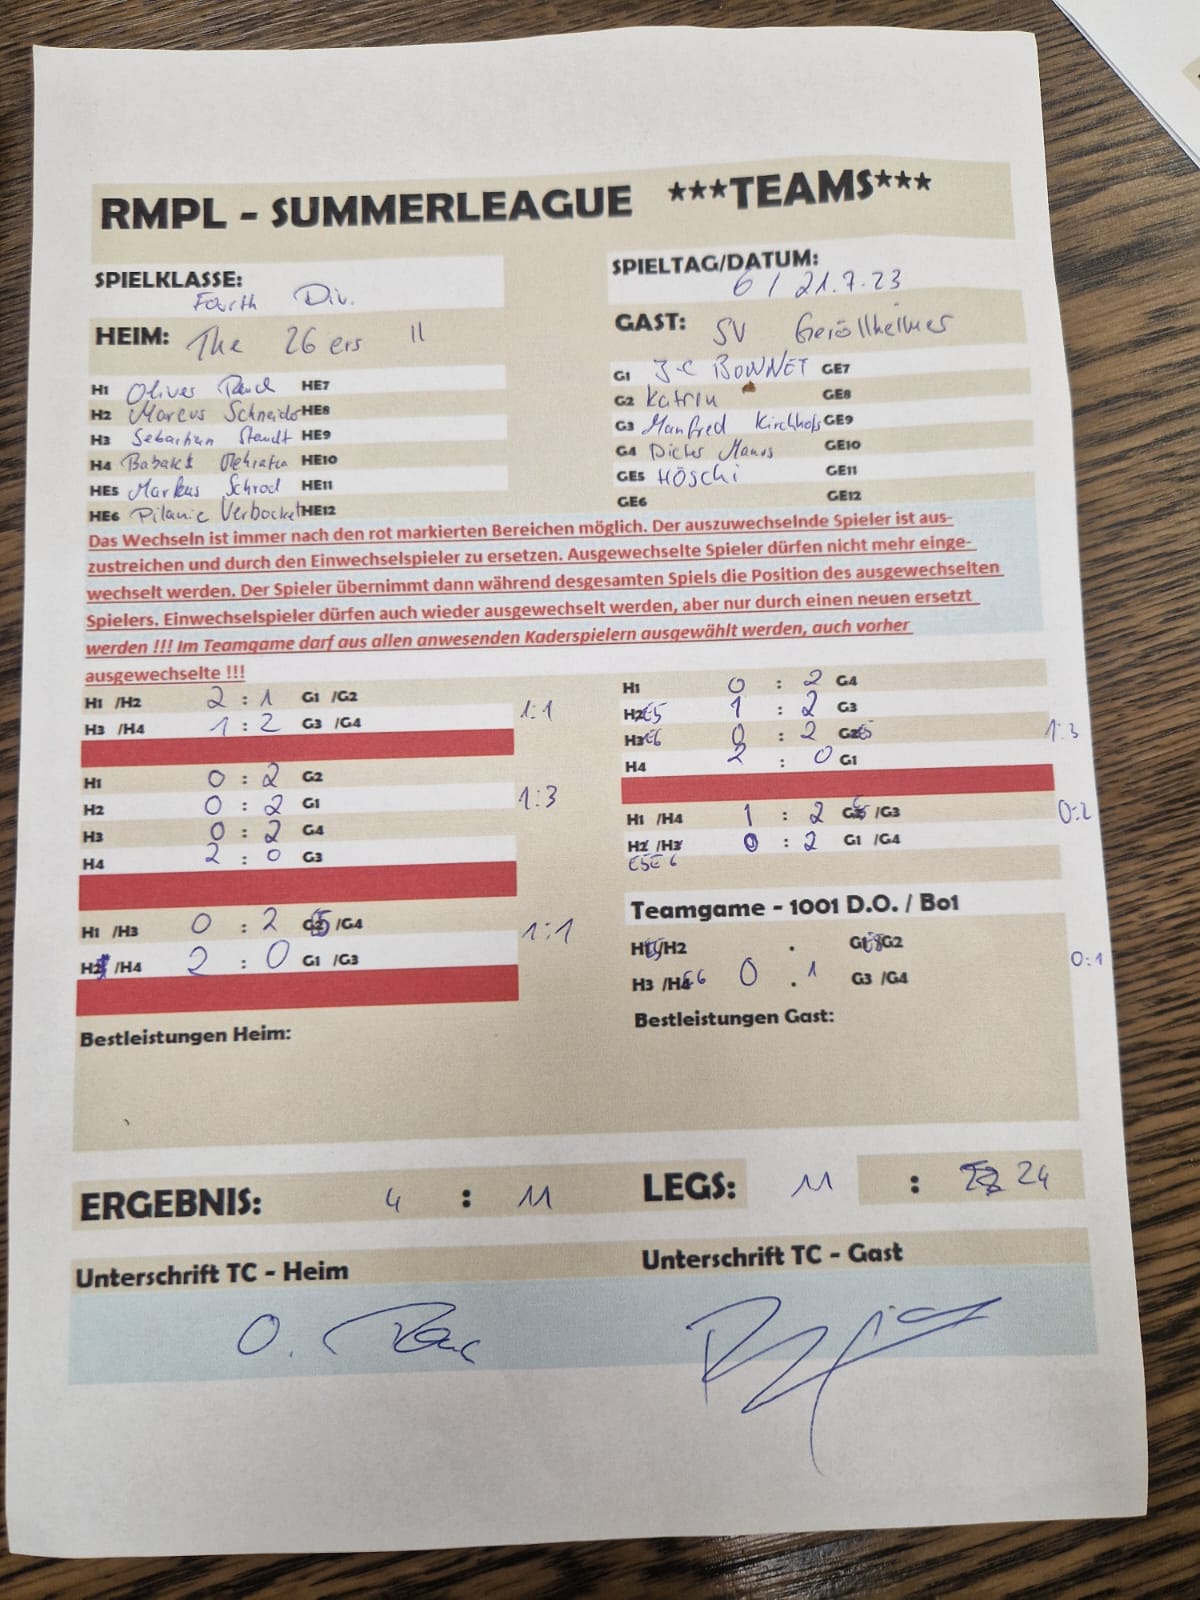 RMPL - SUMMERLEAGUE ***TEAMS***
SPIELKLASSE: Fourth Div.
SPIELTAG/DATUM: 6 / 21.7.23
HEIM: The 26ers II
GAST: SV Geröllheimer
H1 Oliver HE7
H2 Marcus Schneider HE8
H3 Sebastian Staudt HE9
H4 Babak HE10
HE5 Markus Schrod HE11
HE6 Verbocket HE12
G1 J-C BONNET GE7
G2 Katrin GE8
G3 Manfred Kirchhofs GE9
G4 Dieter GE10
GE5 HÖSchi GE11
GE6 GE12
Das Wechseln ist immer nach den rot markierten Bereichen möglich. Der auszuwechselnde Spieler ist aus-
zustreichen und durch den Einwechselspieler zu ersetzen. Ausgewechselte Spieler dürfen nicht mehr einge-
wechselt werden. Der Spieler übernimmt dann während desgesamten Spiels die Position des ausgewechselten
Spielers. Einwechselspieler dürfen auch wieder ausgewechselt werden, aber nur durch einen neuen ersetzt
werden !!! Im Teamgame darf aus allen anwesenden Kaderspielern ausgewählt werden, auch vorher
ausgewechselte !!!
H1 /H2 2 : 1 G1 /G2
H3 /H4 1 : 2 G3 /G4 1:1
H1 0 : 2 G2
H2 0 : 2 G1 1:3
H3 0 : 2 G4
H4 2 : 0 G3
H1 /H3 0 : 2 G5 /G4
H2 /H4 2 : 0 G1 /G3 1:1
Bestleistungen Heim:
H1 0 : 2 G4
H2 E5 1 : 2 G3
H3 E6 0 : 2 G2 E5 1:3
H4 2 : 0 G1
H1 /H4 1 : 2 G2 /G3 0:2
H2 /H3 0 : 2 G1 /G4
E5 E6
Teamgame - 1001 D.O. / Bo1
H1 E5/H2 . G1 /G2
H3 /H4 E6 0 . 1 G3 /G4 0:1
Bestleistungen Gast:
ERGEBNIS: 4 : 11
LEGS: 11 : 24
Unterschrift TC - Heim
Unterschrift TC - Gast